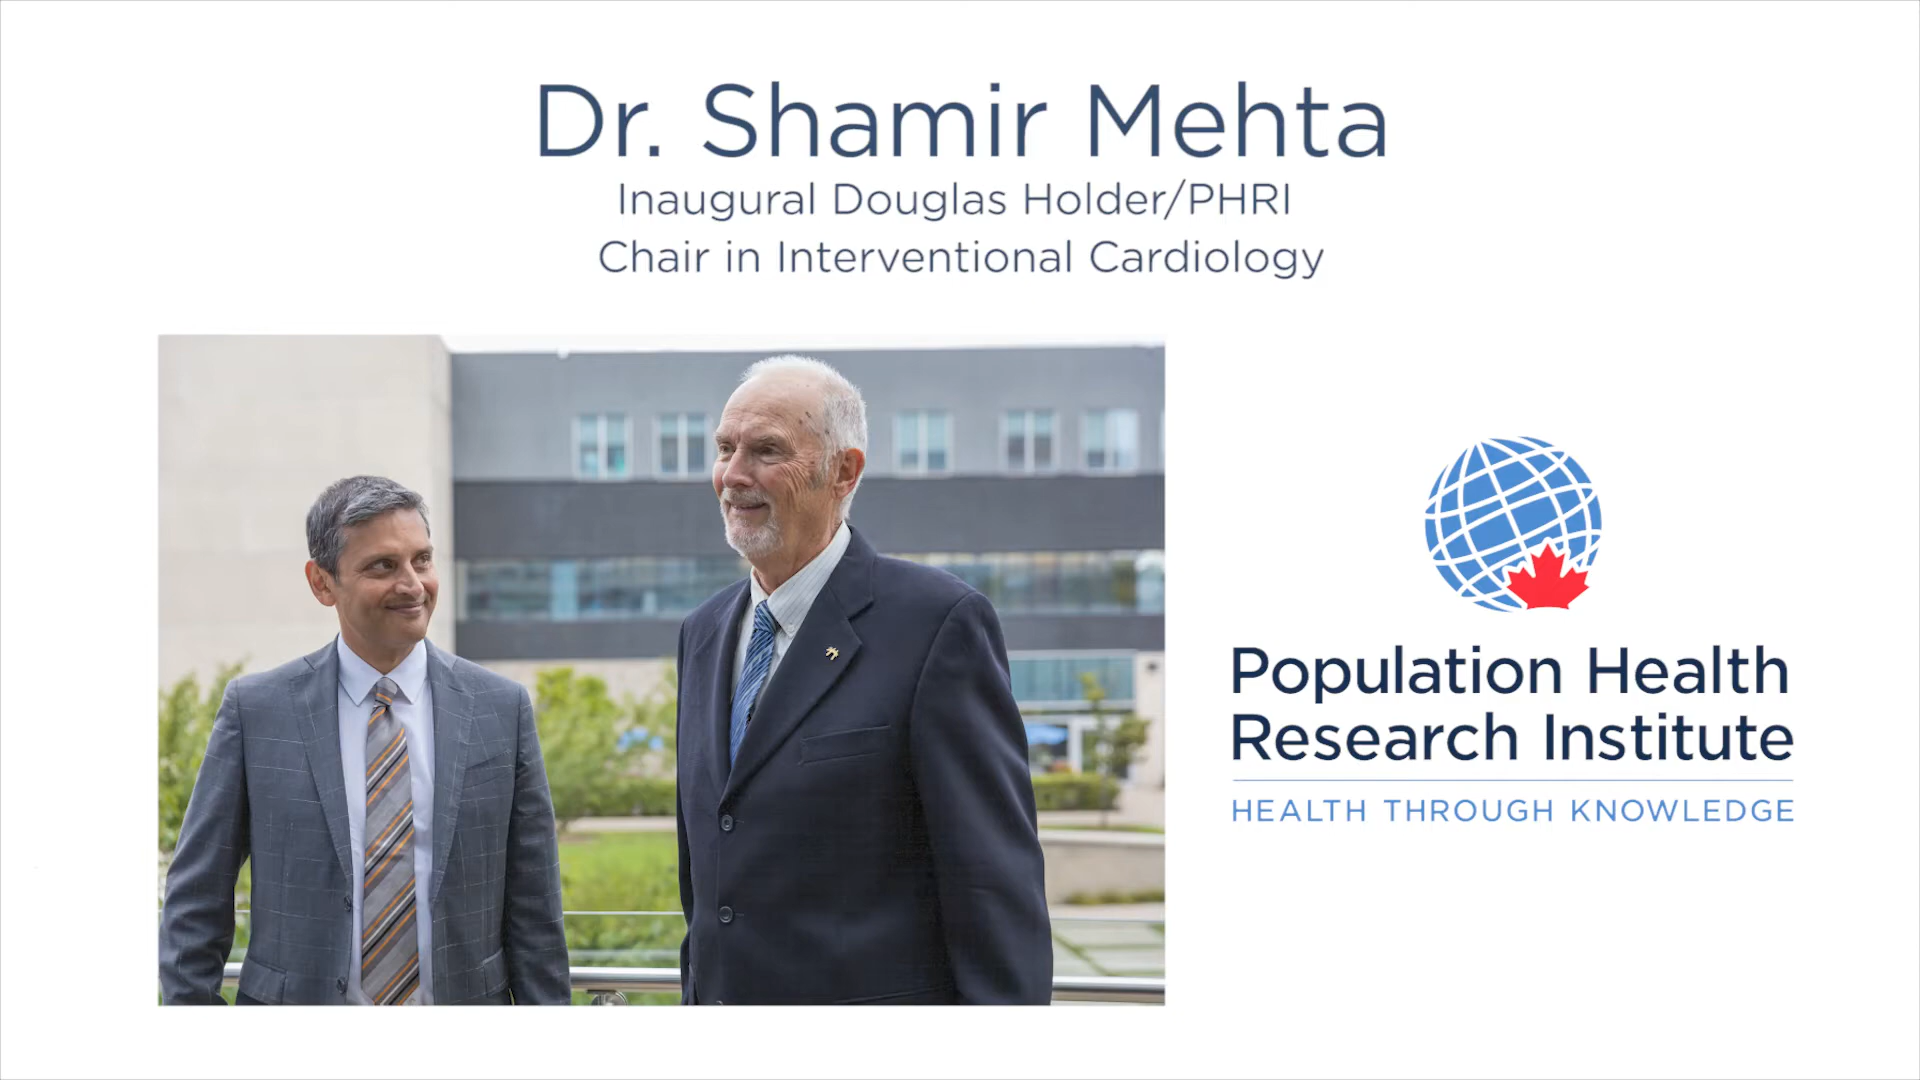 Dr. Shamir Mehta
Inaugural Douglas Holder/PHRI
Chair in Interventional Cardiology
Population Health
Research Institute
HEALTH THROUGH KNOWLEDGE